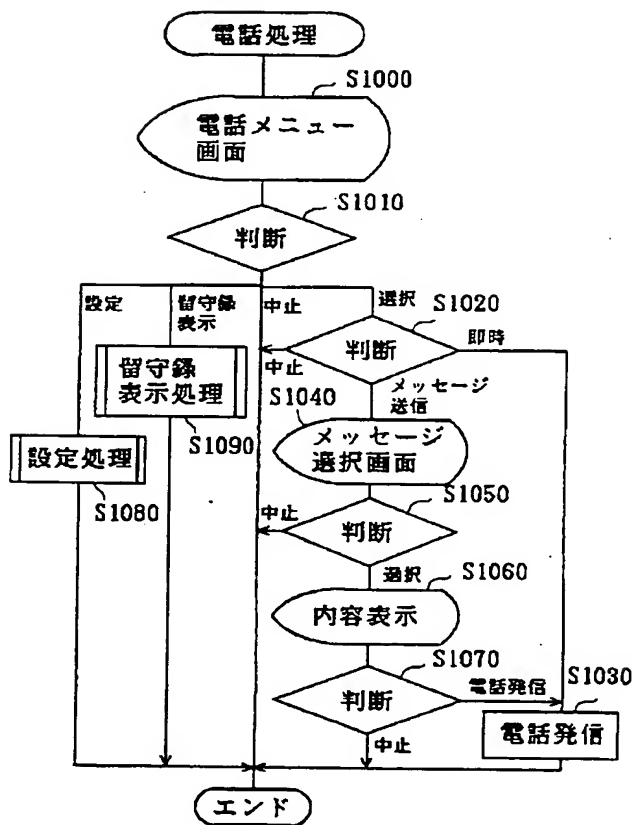 電話処理
S1000
電話メニュー
画面
S1010
判断
設定
留守録
表示
中止
選択
S1020
判断
即時
中止
メッセージ
送信
留守録
表示処理
S1090
S1040
メッセージ
選択画面
設定処理
S1080
S1050
判断
中止
選択
S1060
内容表示
S1070
判断
電話発信
S1030
電話発信
中止
エンド